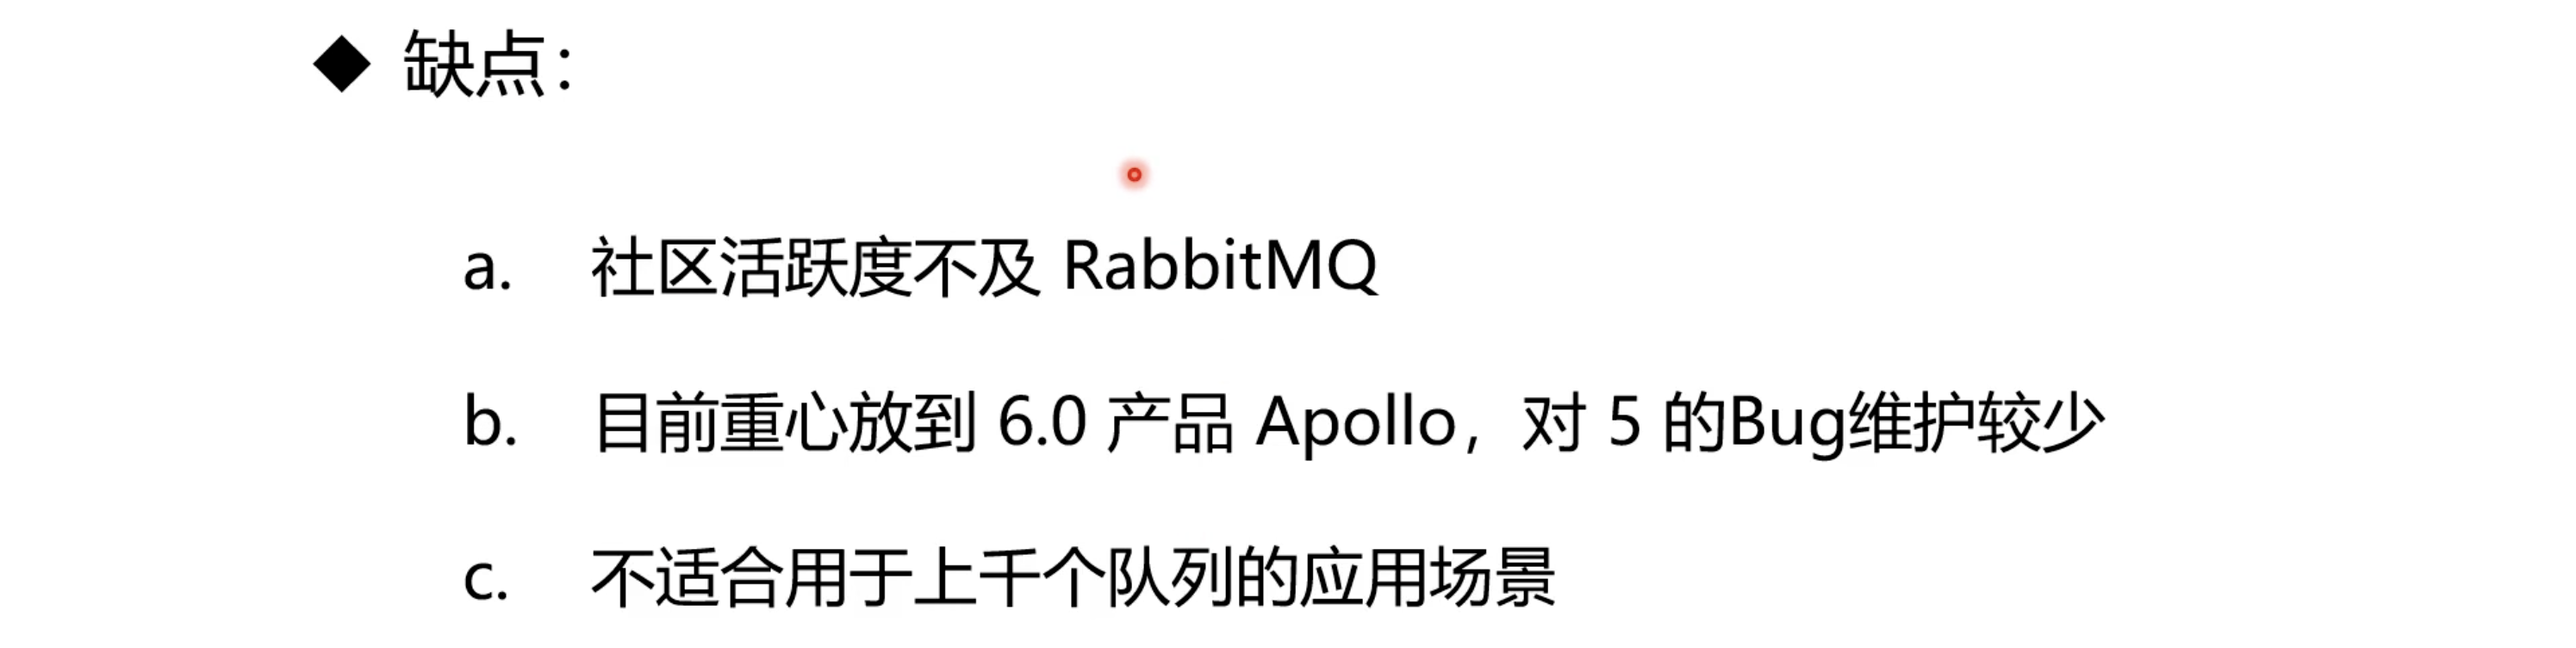 ◆ 缺点：
a. 社区活跃度不及 RabbitMQ
b. 目前重心放到 6.0 产品 Apollo，对 5 的Bug维护较少
c. 不适合用于上千个队列的应用场景